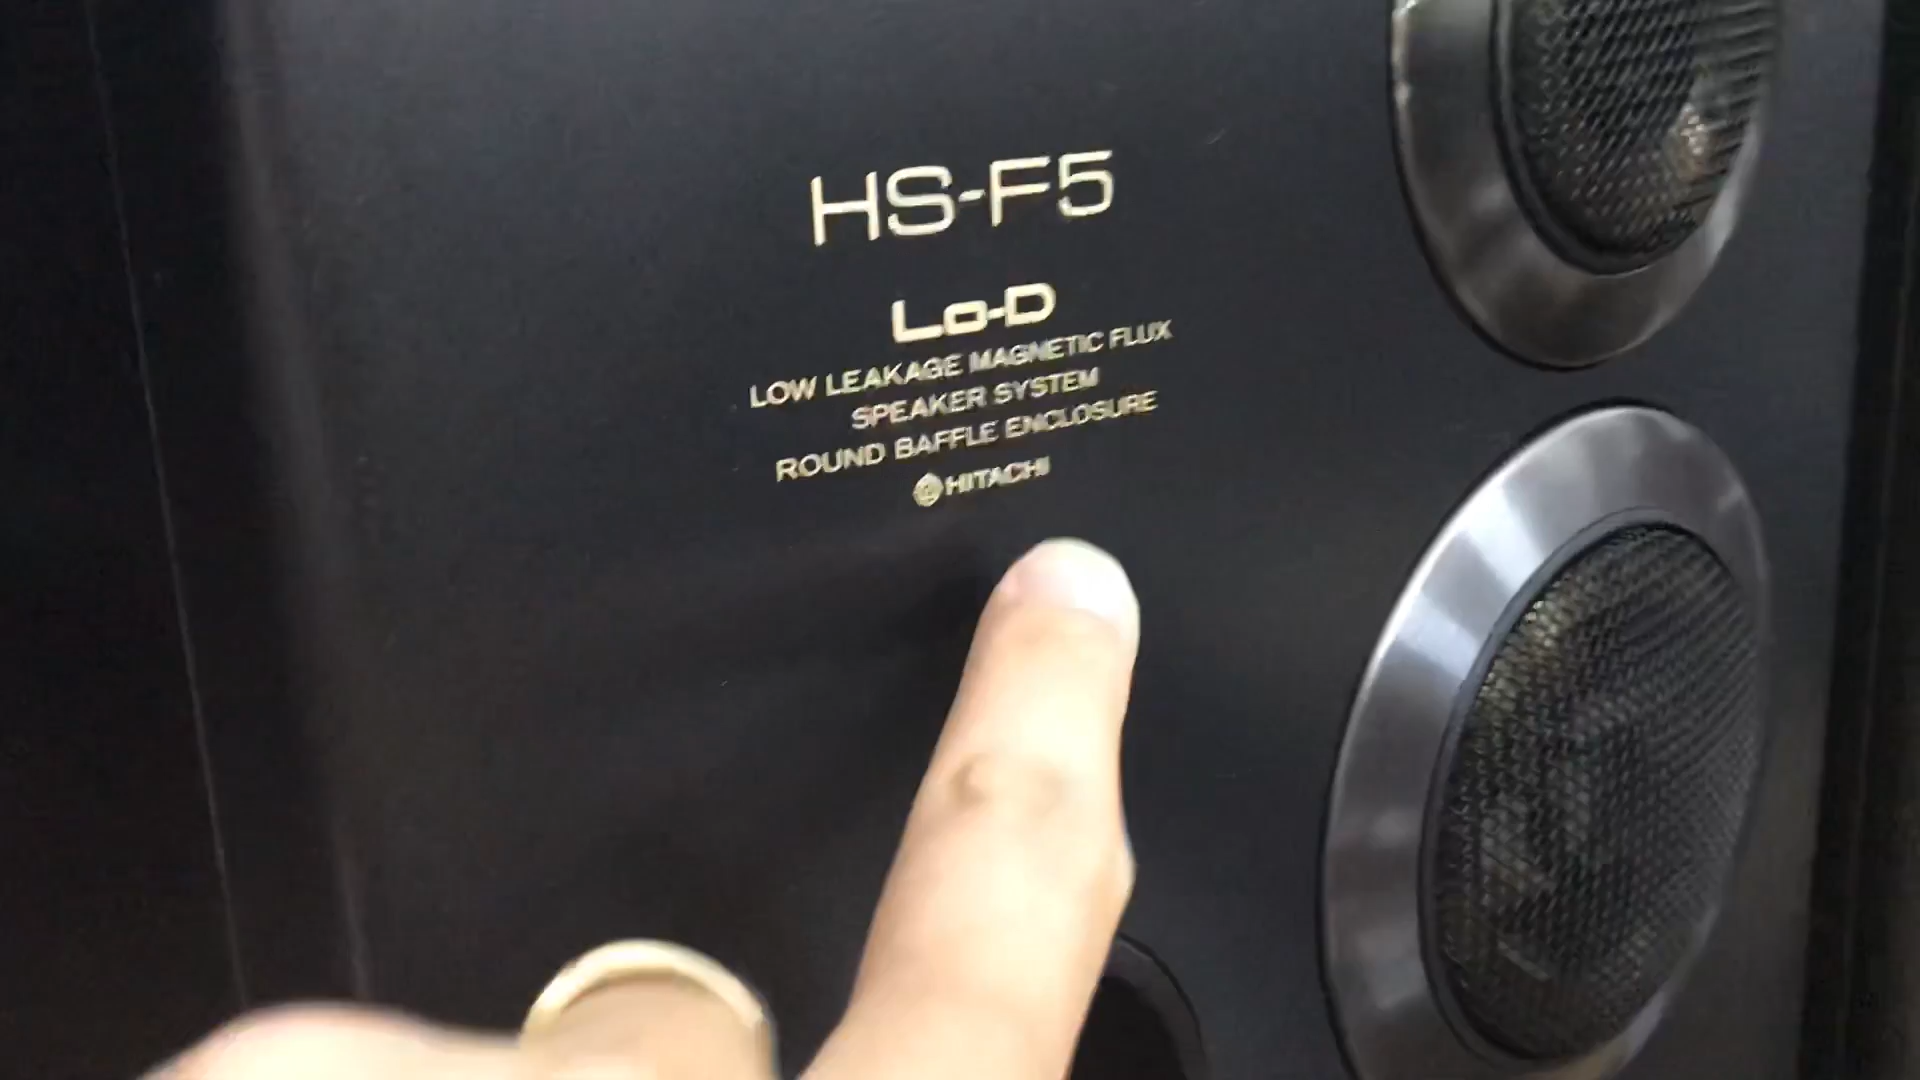 HS-F5
Lo-D
LOW LEAKAGE MAGNETIC FLUX
SPEAKER SYSTEM
ROUND BAFFLE ENCLOSURE
HITACHI